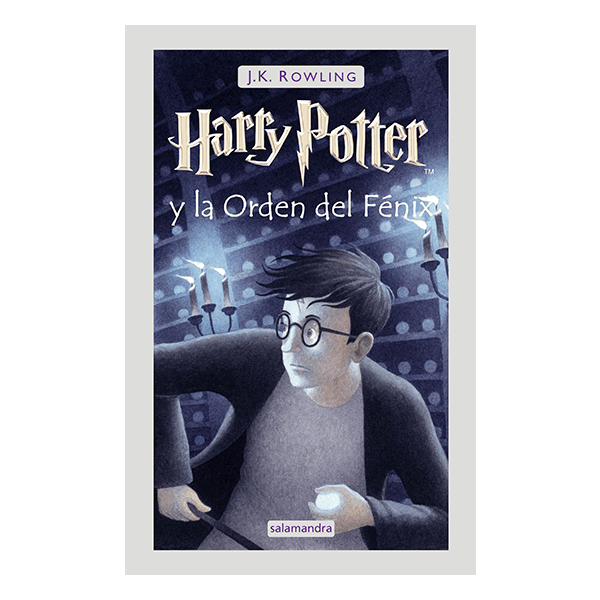 J.K. ROWLING
Harry Potter
TM
y la Orden del Fénix
salamandra